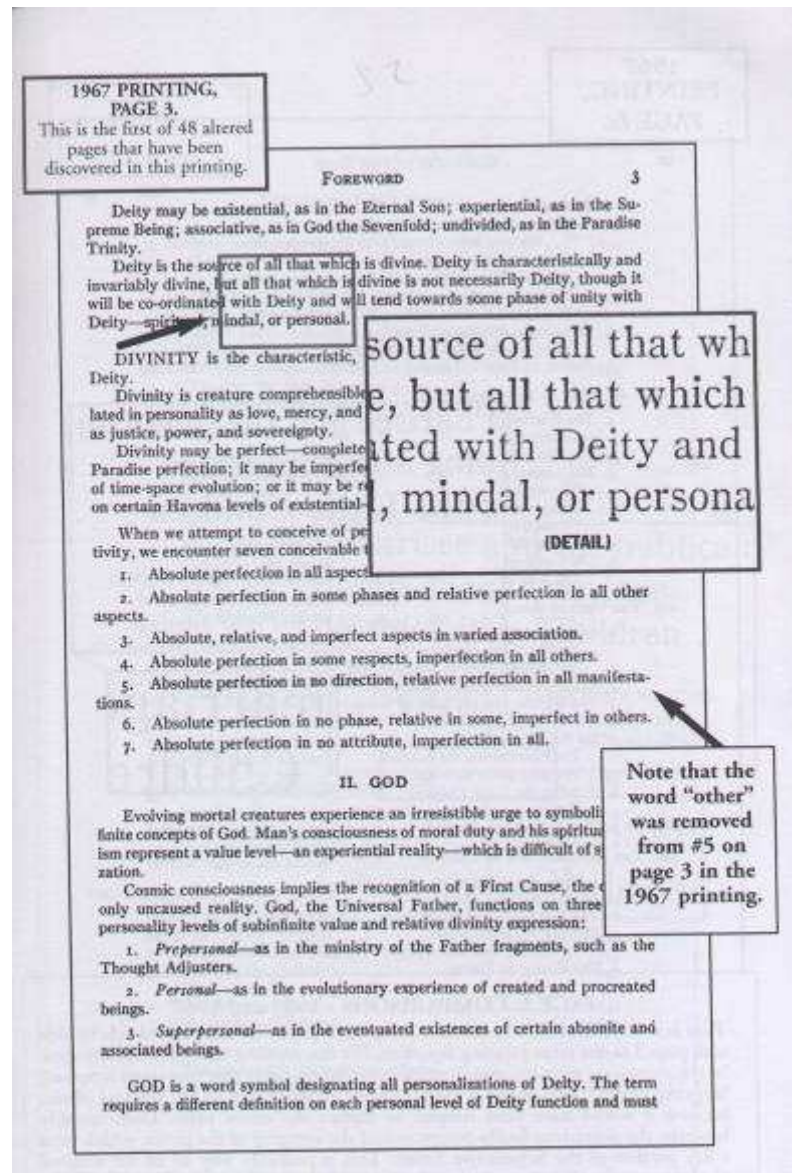 1967 PRINTING,
PAGE 3.
This is the first of 48 altered
pages that have been
discovered in this printing.
FOREWORD 3
Deity may be existential, as in the Eternal Son; experiential, as in the Su-
preme Being; associative, as in God the Sevenfold; undivided, as in the Paradise
Trinity.
Deity is the source of all that which is divine. Deity is characteristically and
invariably divine, but all that which is divine is not necessarily Deity, though it
will be co-ordinated with Deity and will tend towards some phase of unity with
Deity—spiritual, mindal, or personal.
DIVINITY is the characteristic,
Deity.
Divinity is creature comprehensible
lated in personality as love, mercy, and
as justice, power, and sovereignty.
Divinity may be perfect—complete
Paradise perfection; it may be imperfe
of time-space evolution; or it may be r
on certain Havona levels of existential-
source of all that wh
e, but all that which
ated with Deity and
l, mindal, or persona
(DETAIL)
When we attempt to conceive of pe
tivity, we encounter seven conceivable
1. Absolute perfection in all aspect
2. Absolute perfection in some phases and relative perfection in all other
aspects.
3. Absolute, relative, and imperfect aspects in varied association.
4. Absolute perfection in some respects, imperfection in all others.
5. Absolute perfection in no direction, relative perfection in all manifesta-
tions.
6. Absolute perfection in no phase, relative in some, imperfect in others.
7. Absolute perfection in no attribute, imperfection in all.
Note that the
word “other”
was removed
from #5 on
page 3 in the
1967 printing.
II. GOD
Evolving mortal creatures experience an irresistible urge to symboli
finite concepts of God. Man's consciousness of moral duty and his spiritua
ism represent a value level—an experiential reality—which is difficult of s
zation.
Cosmic consciousness implies the recognition of a First Cause, the
only uncaused reality. God, the Universal Father, functions on three
personality levels of subinfinite value and relative divinity expression:
1. Prepersonal—as in the ministry of the Father fragments, such as the
Thought Adjusters.
2. Personal—as in the evolutionary experience of created and procreated
beings.
3. Superpersonal—as in the eventuated existences of certain absonite and
associated beings.
GOD is a word symbol designating all personalizations of Deity. The term
requires a different definition on each personal level of Deity function and must